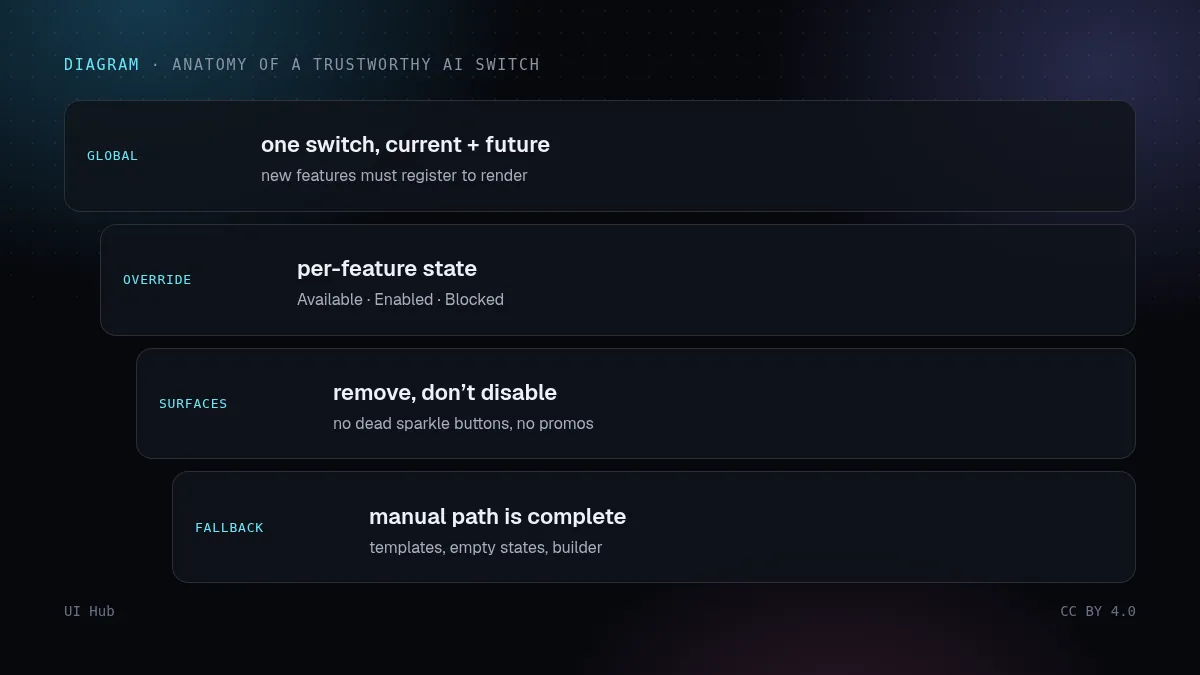 DIAGRAM · ANATOMY OF A TRUSTWORTHY AI SWITCH
GLOBAL
one switch, current + future
new features must register to render
OVERRIDE
per-feature state
Available · Enabled · Blocked
SURFACES
remove, don’t disable
no dead sparkle buttons, no promos
FALLBACK
manual path is complete
templates, empty states, builder
UI Hub
CC BY 4.0